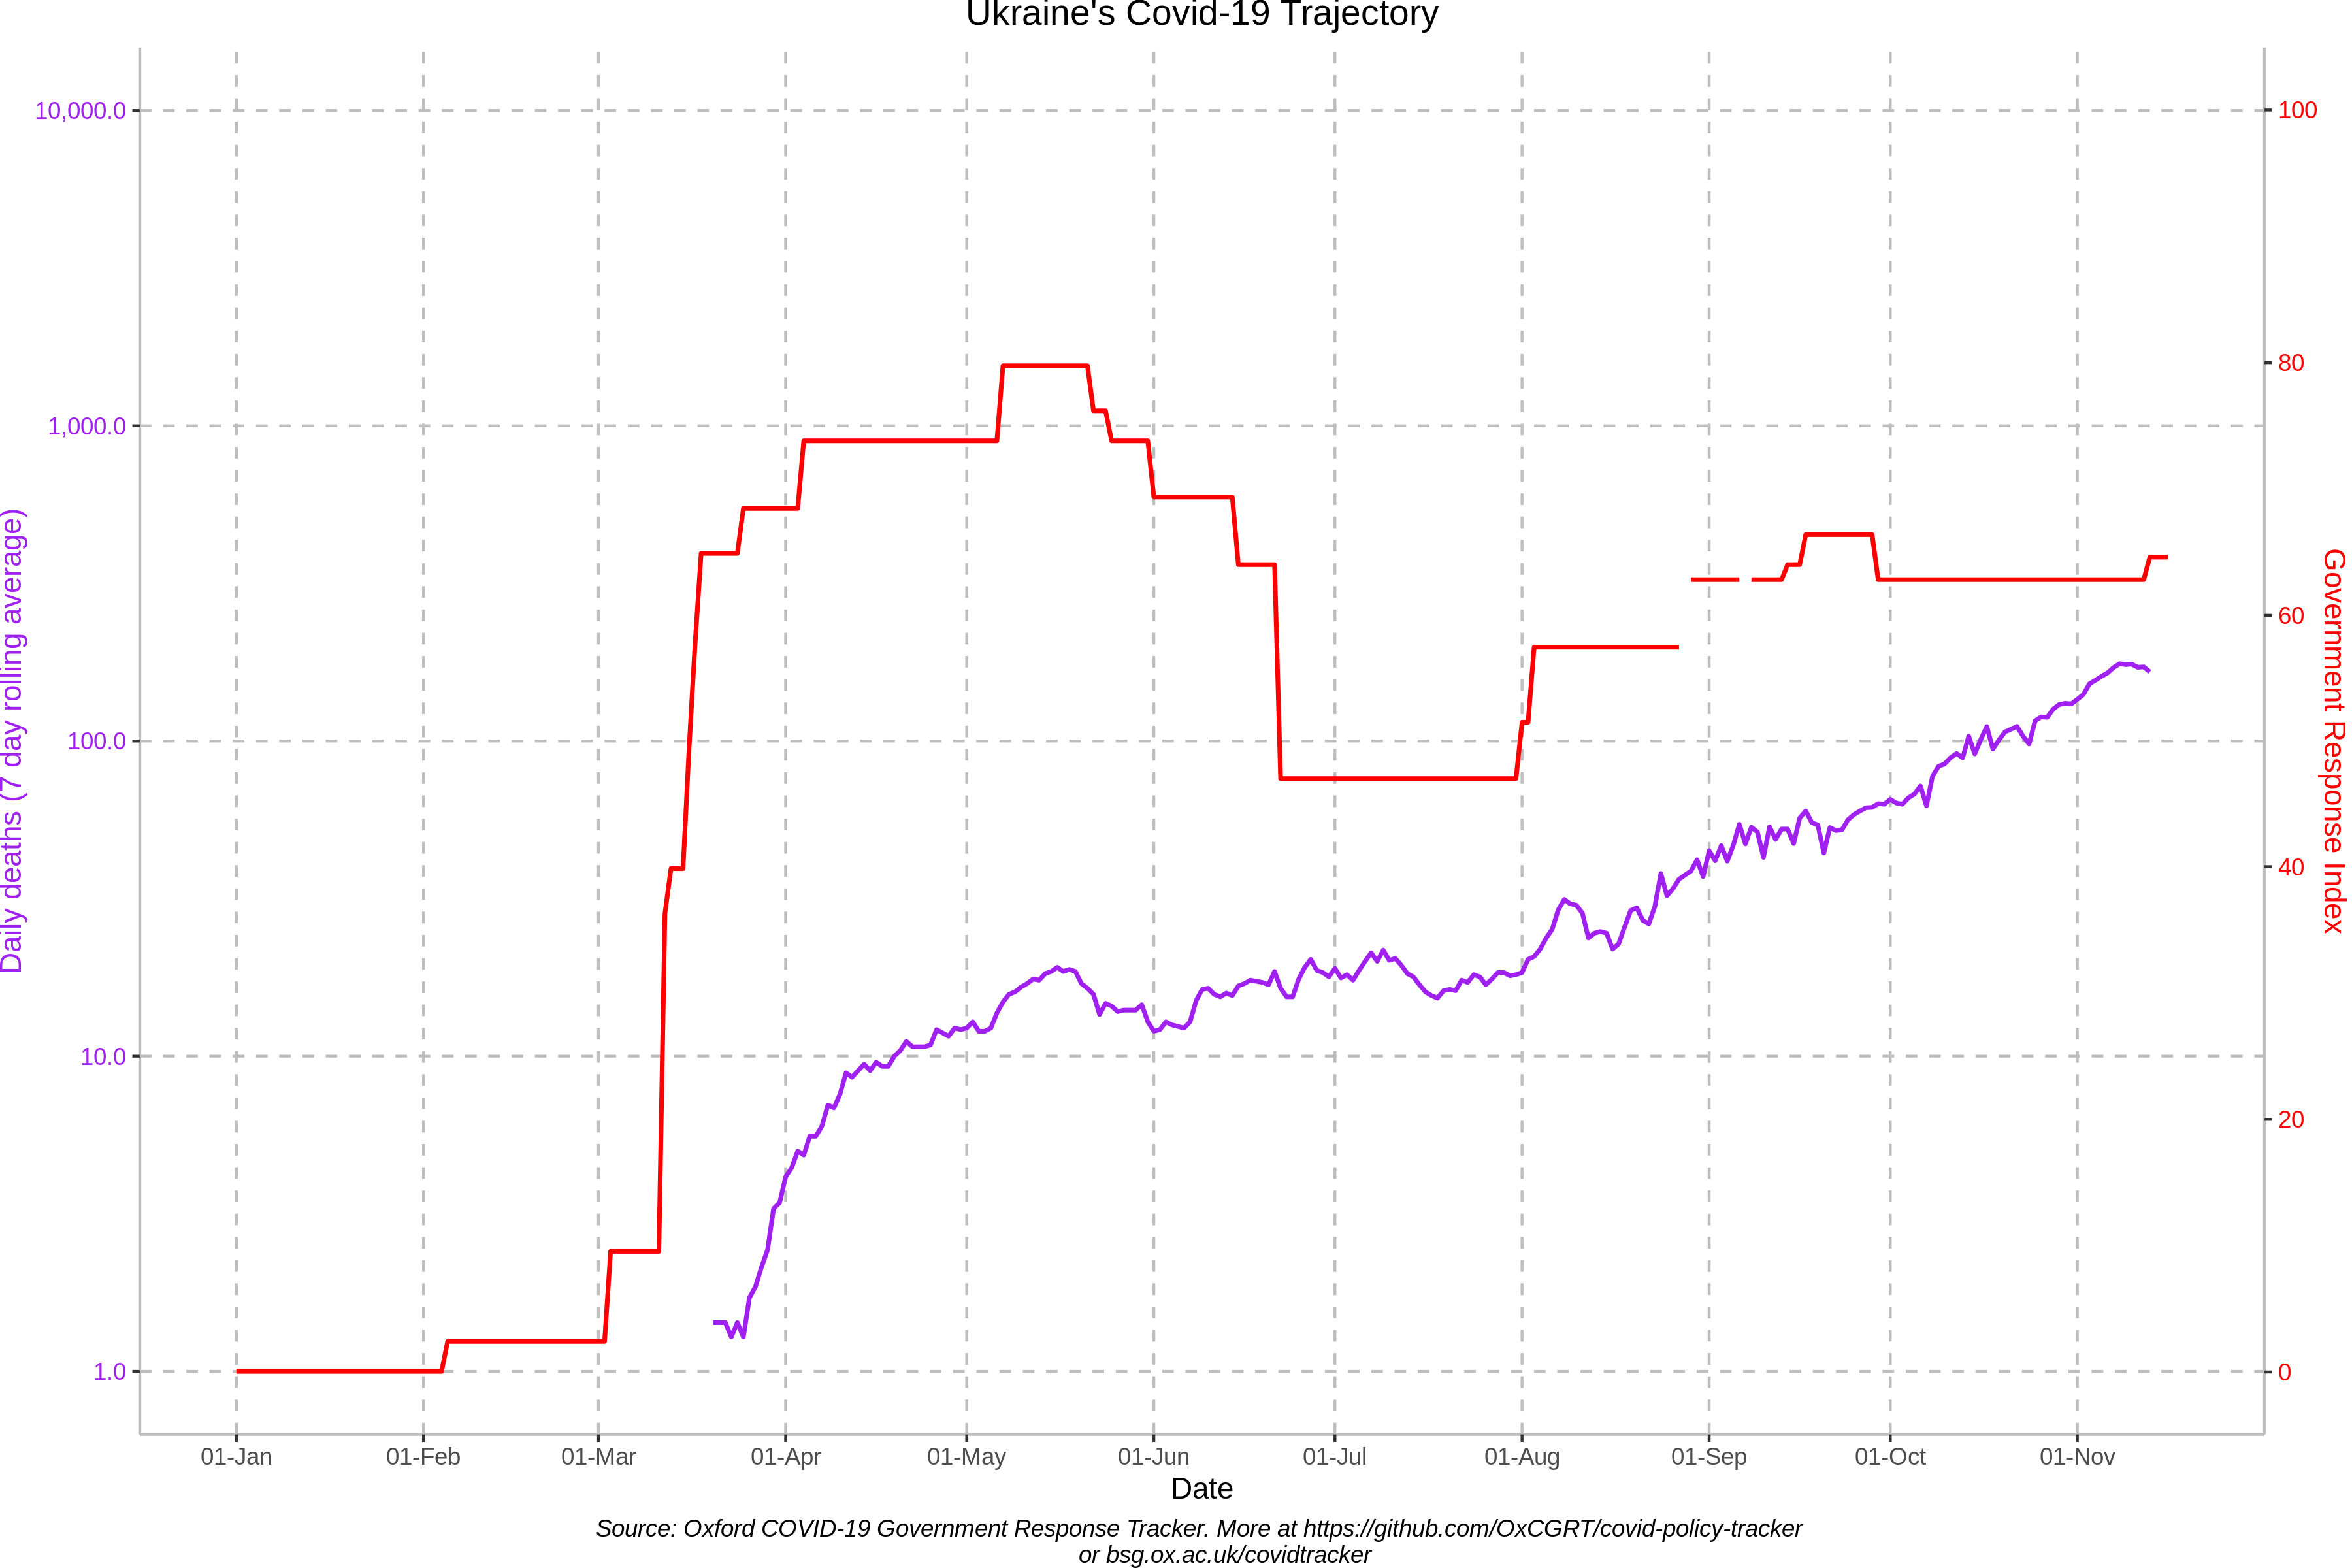 Ukraine's Covid-19 Trajectory
10,000.0
1,000.0
100.0
10.0
1.0
Daily deaths (7 day rolling average)
100
80
60
40
20
0
Government Response Index
01-Jan
01-Feb
01-Mar
01-Apr
01-May
01-Jun
01-Jul
01-Aug
01-Sep
01-Oct
01-Nov
Date
Source: Oxford COVID-19 Government Response Tracker. More at https://github.com/OxCGRT/covid-policy-tracker
or bsg.ox.ac.uk/covidtracker